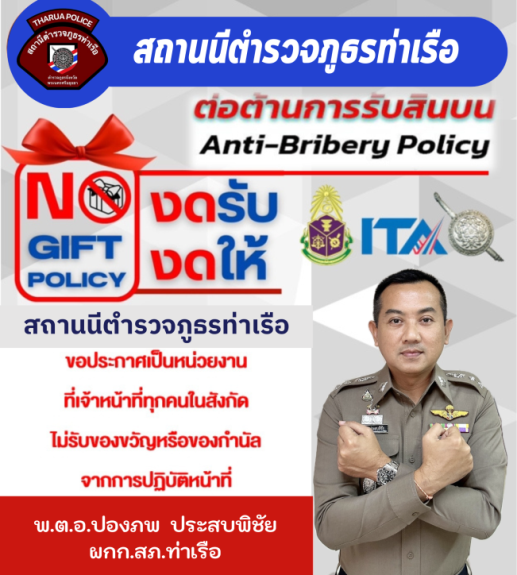 THARUA POLICE
สถานีตำรวจภูธรท่าเรือ
สถานนีตำรวจภูธรท่าเรือ
ต่อต้านการรับสินบน
Anti-Bribery Policy
NO
GIFT
POLICY
งดรับ
งดให้
ITA
สถานนีตำรวจภูธรท่าเรือ
ขอประกาศเป็นหน่วยงาน
ที่เจ้าหน้าที่ทุกคนในสังกัด
ไม่รับของขวัญหรือของกำนัล
จากการปฏิบัติหน้าที่
พ.ต.อ.ปองภพ ประสบพิชัย
ผกก.สภ.ท่าเรือ